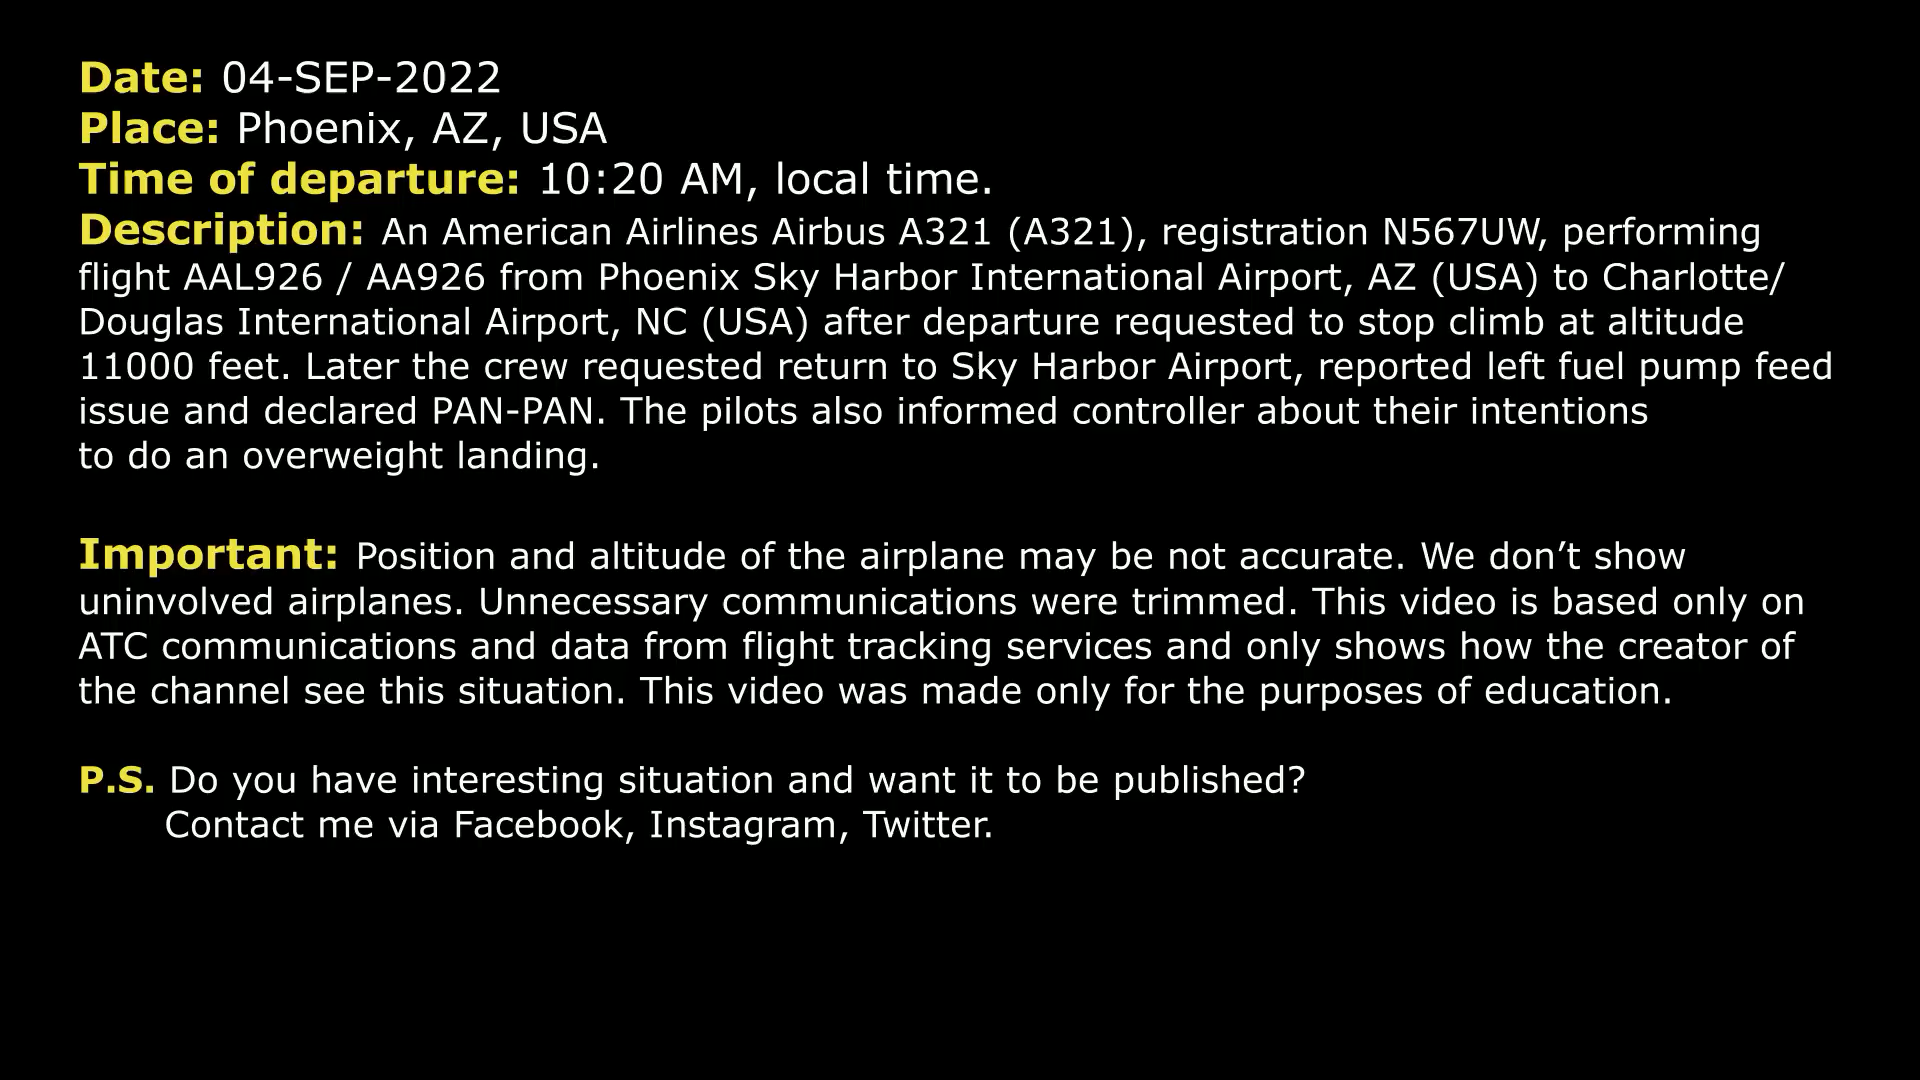 Date: 04-SEP-2022
Place: Phoenix, AZ, USA
Time of departure: 10:20 AM, local time.
Description: An American Airlines Airbus A321 (A321), registration N567UW, performing
flight AAL926 / AA926 from Phoenix Sky Harbor International Airport, AZ (USA) to Charlotte/
Douglas International Airport, NC (USA) after departure requested to stop climb at altitude
11000 feet. Later the crew requested return to Sky Harbor Airport, reported left fuel pump feed
issue and declared PAN-PAN. The pilots also informed controller about their intentions
to do an overweight landing.
Important: Position and altitude of the airplane may be not accurate. We don’t show
uninvolved airplanes. Unnecessary communications were trimmed. This video is based only on
ATC communications and data from flight tracking services and only shows how the creator of
the channel see this situation. This video was made only for the purposes of education.
P.S. Do you have interesting situation and want it to be published?
Contact me via Facebook, Instagram, Twitter.